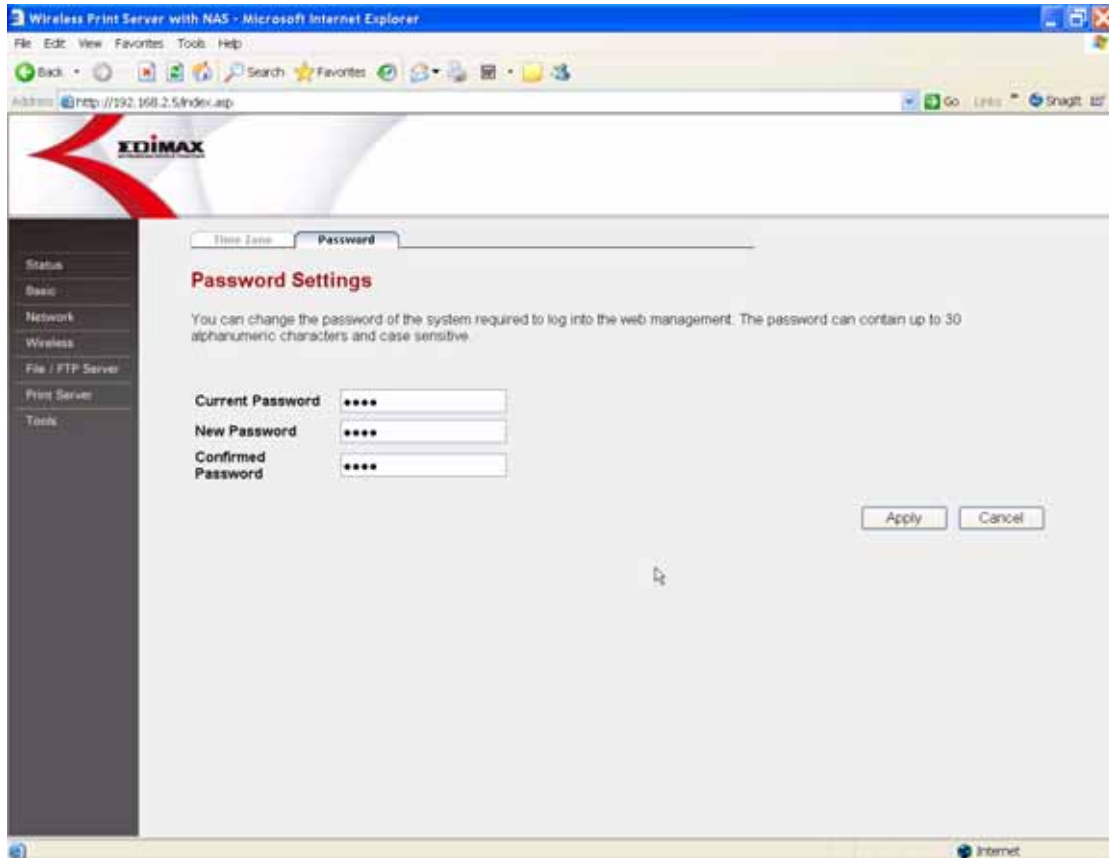 Wireless Print Server with NAS - Microsoft Internet Explorer
File Edit View Favorites Tools Help
Back Search Favorites
Address http://192.168.2.5/index.asp Go Links SnagIt
EDIMAX
Time Zone Password
Status
Basic
Network
Wireless
File / FTP Server
Print Server
Tools
Password Settings
You can change the password of the system required to log into the web management. The password can contain up to 30
alphanumeric characters and case sensitive.
Current Password ••••
New Password ••••
Confirmed
Password ••••
Apply Cancel
Internet